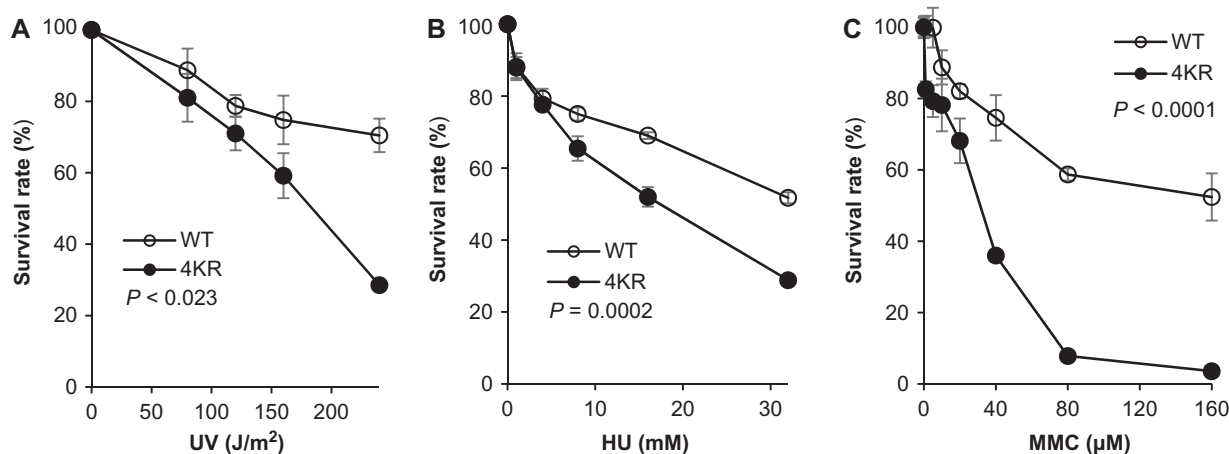 A
Survival rate (%)
100
80
60
40
20
0
WT
4KR
P < 0.023
0
50
100
150
200
UV (J/m²)
B
Survival rate (%)
100
80
60
40
20
0
WT
4KR
P = 0.0002
0
10
20
30
HU (mM)
C
Survival rate (%)
100
80
60
40
20
0
WT
4KR
P < 0.0001
0
40
80
120
160
MMC (µM)